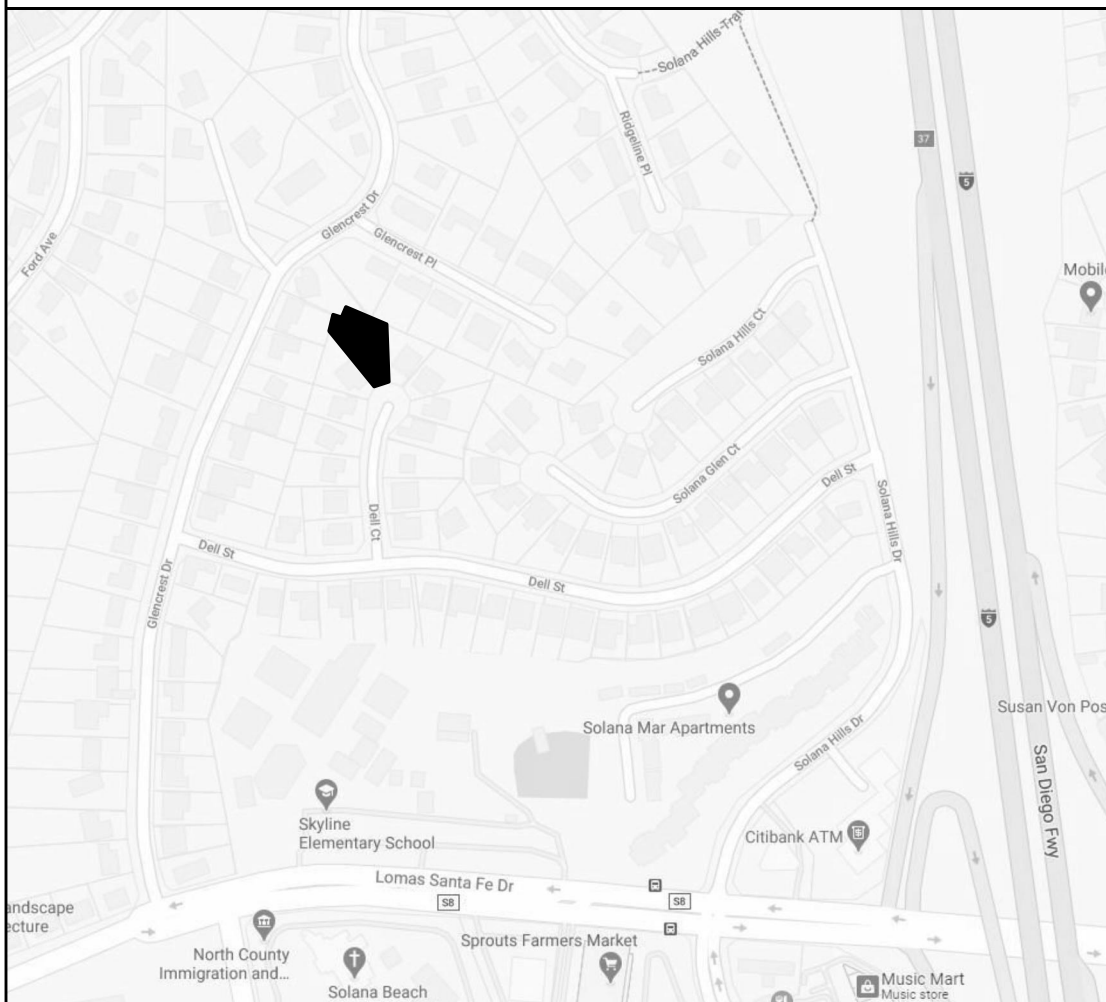 Solana Hills Trai
Ridgeline Pl
37
5
Glencrest Dr
Ford Ave
Glencrest Pl
Mobil
Solana Hills Ct
Solana Glen Ct
Dell St
Solana Hills Dr
Dell Ct
Dell St
Glencrest Dr
Dell St
5
Solana Mar Apartments
Susan Von Pos
Solana Hills Dr
San Diego Fwy
Skyline
Elementary School
Citibank ATM
Lomas Santa Fe Dr
S8
S8
andscape
ecture
North County
Immigration and...
Sprouts Farmers Market
Solana Beach
Music Mart
Music store